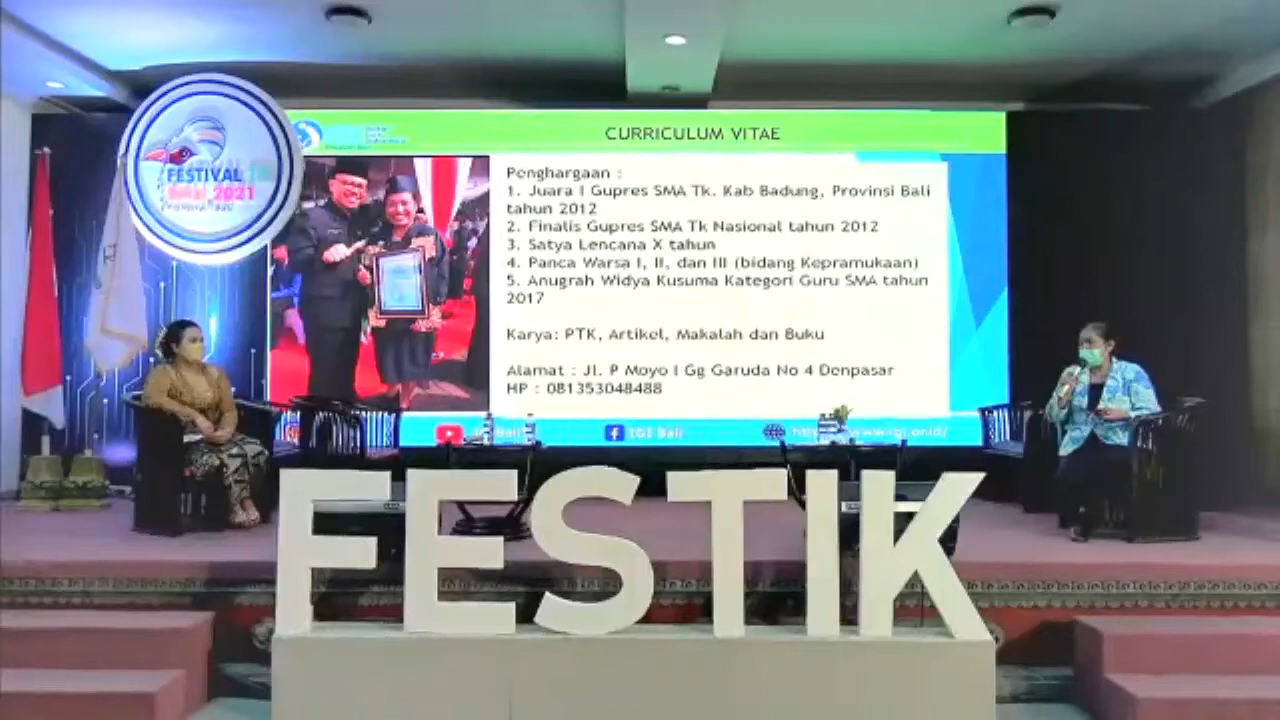 CURRICULUM VITAE
FESTIVAL
2021
Penghargaan :
1. Juara I Gupres SMA Tk. Kab Badung, Provinsi Bali
tahun 2012
2. Finalis Gupres SMA Tk Nasional tahun 2012
3. Satya Lencana X tahun
4. Panca Warsa I, II, dan III (bidang Kepramukaan)
5. Anugrah Widya Kusuma Kategori Guru SMA tahun
2017
Karya: PTK, Artikel, Makalah dan Buku
Alamat : Jl. P Moyo I Gg Garuda No 4 Denpasar
HP : 081353048488
IGI Bali
FESTIK